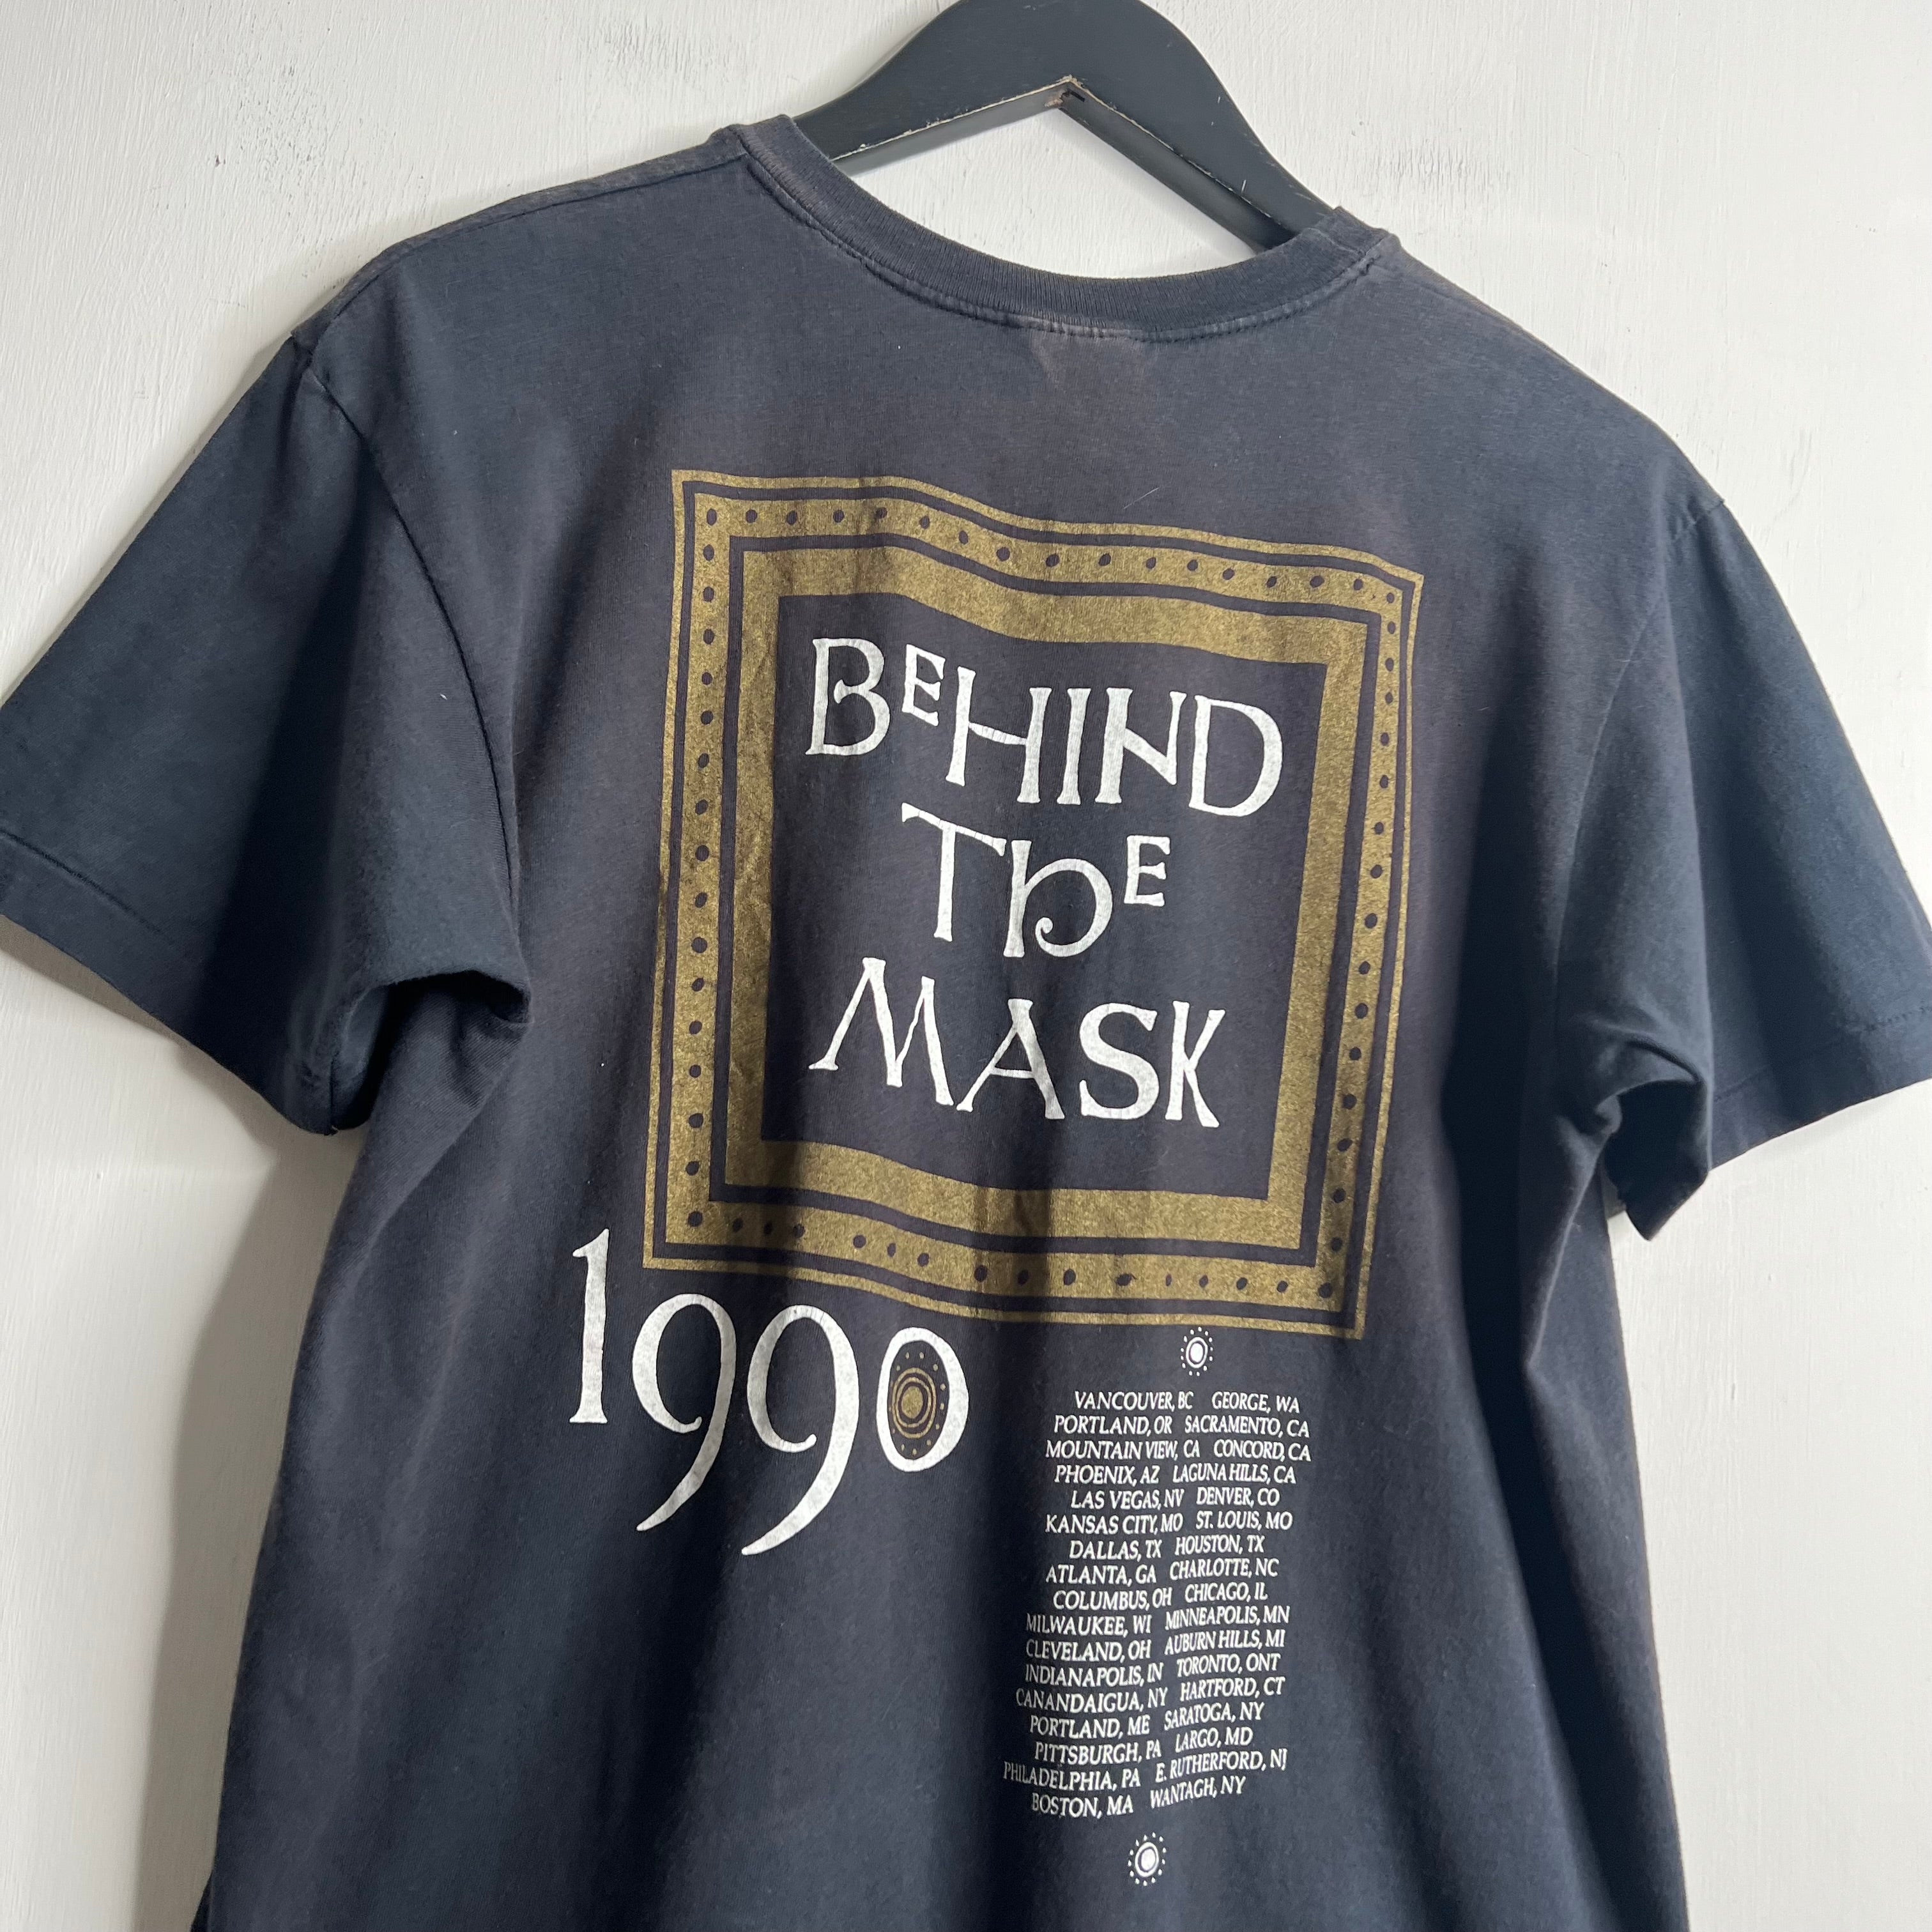 BEHIND
THE
MASK
1990
VANCOUVER, BC GEORGE, WA
PORTLAND, OR SACRAMENTO, CA
MOUNTAIN VIEW, CA CONCORD, CA
PHOENIX, AZ LAGUNA HILLS, CA
LAS VEGAS, NV DENVER, CO
KANSAS CITY, MO ST. LOUIS, MO
DALLAS, TX HOUSTON, TX
ATLANTA, GA CHARLOTTE, NC
COLUMBUS, OH CHICAGO, IL
MILWAUKEE, WI MINNEAPOLIS, MN
CLEVELAND, OH AUBURN HILLS, MI
INDIANAPOLIS, IN TORONTO, ONT
CANANDAIGUA, NY HARTFORD, CT
PORTLAND, ME SARATOGA, NY
PITTSBURGH, PA LARGO, MD
PHILADELPHIA, PA E. RUTHERFORD, NJ
BOSTON, MA WANTAGH, NY